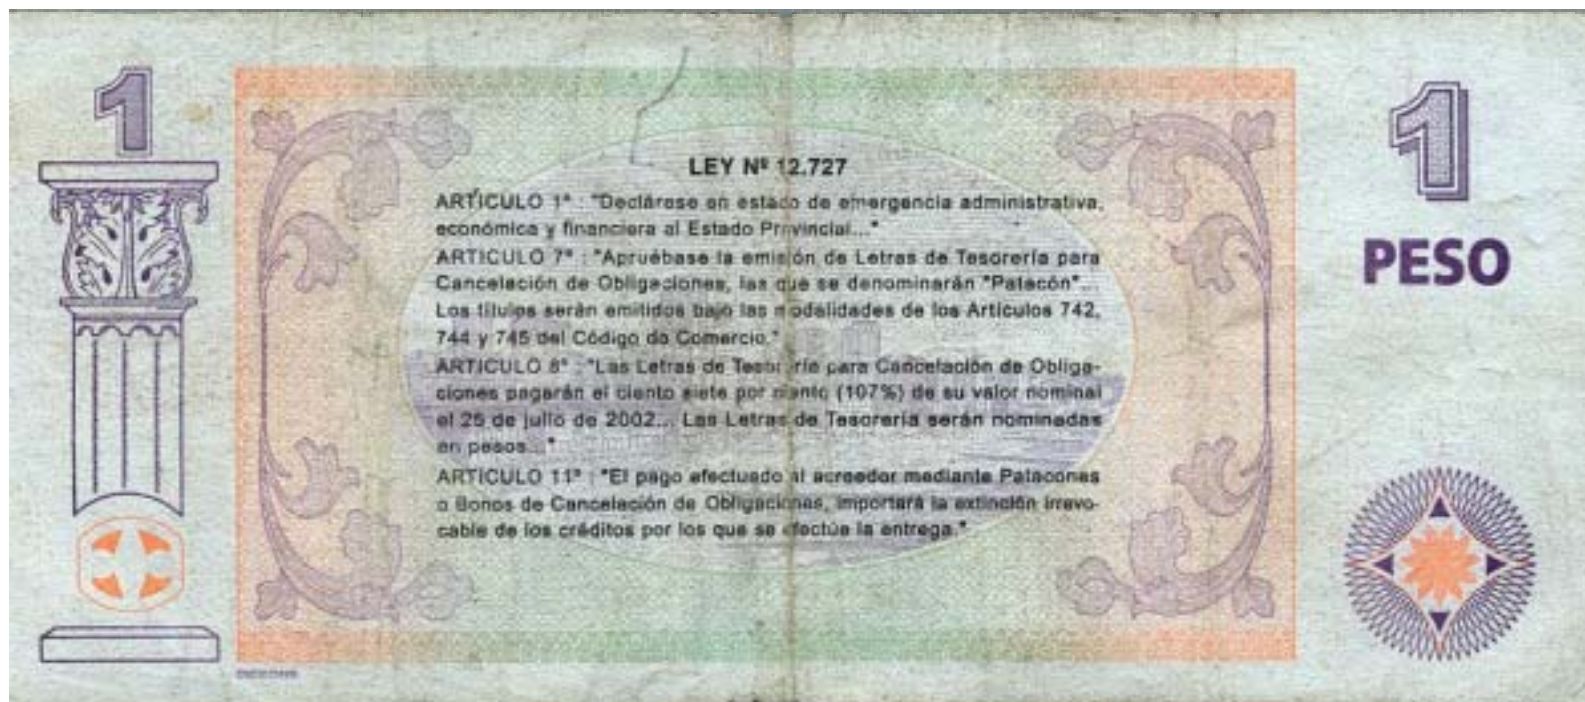 1
1
PESO
LEY Nº 12.727
ARTICULO 1º : "Declárase en estado de emergencia administrativa,
económica y financiera al Estado Provincial..."
ARTICULO 7º : "Apruébase la emisión de Letras de Tesorería para
Cancelación de Obligaciones, las que se denominarán "Patacón"...
Los títulos serán emitidos bajo las modalidades de los Artículos 742,
744 y 745 del Código de Comercio."
ARTICULO 8º : "Las Letras de Tesorería para Cancelación de Obliga-
ciones pagarán el ciento siete por ciento (107%) de su valor nominal
el 25 de julio de 2002... Las Letras de Tesorería serán nominadas
en pesos..."
ARTICULO 11º : "El pago efectuado al acreedor mediante Patacones
o Bonos de Cancelación de Obligaciones, importará la extinción irrevo-
cable de los créditos por los que se efectúe la entrega."